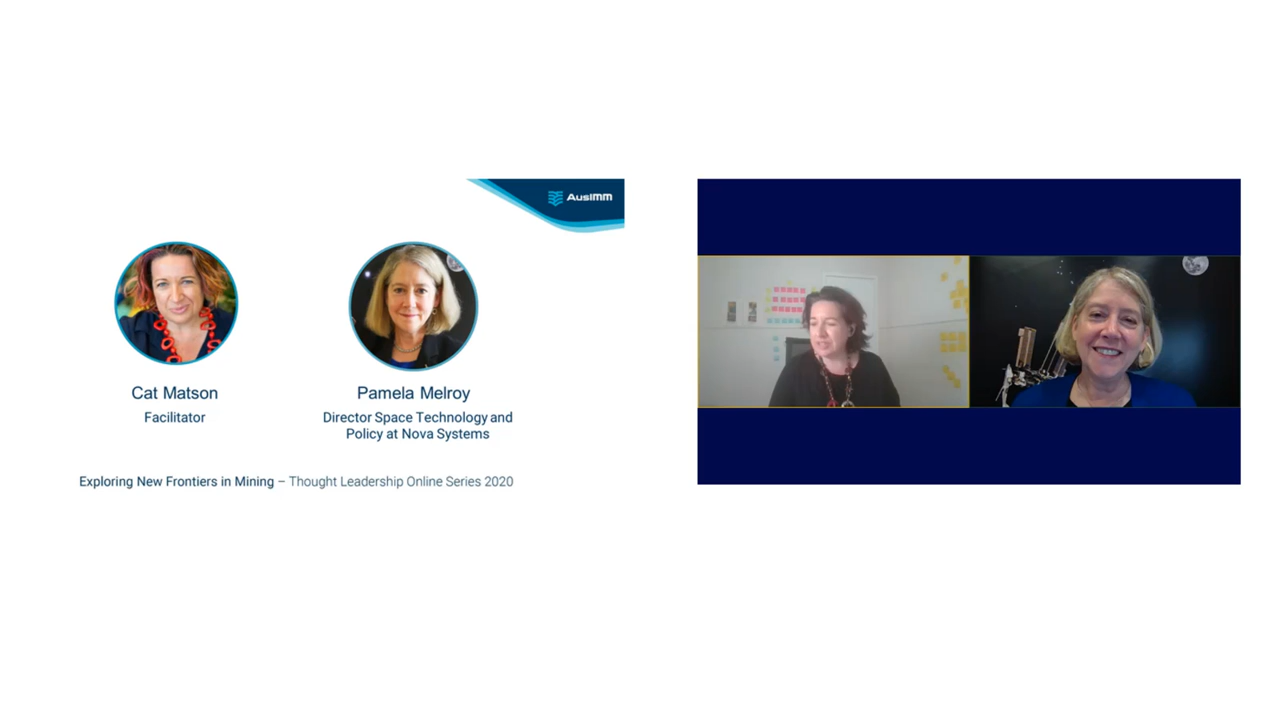 AusIMM
Cat Matson
Facilitator
Pamela Melroy
Director Space Technology and
Policy at Nova Systems
Exploring New Frontiers in Mining – Thought Leadership Online Series 2020